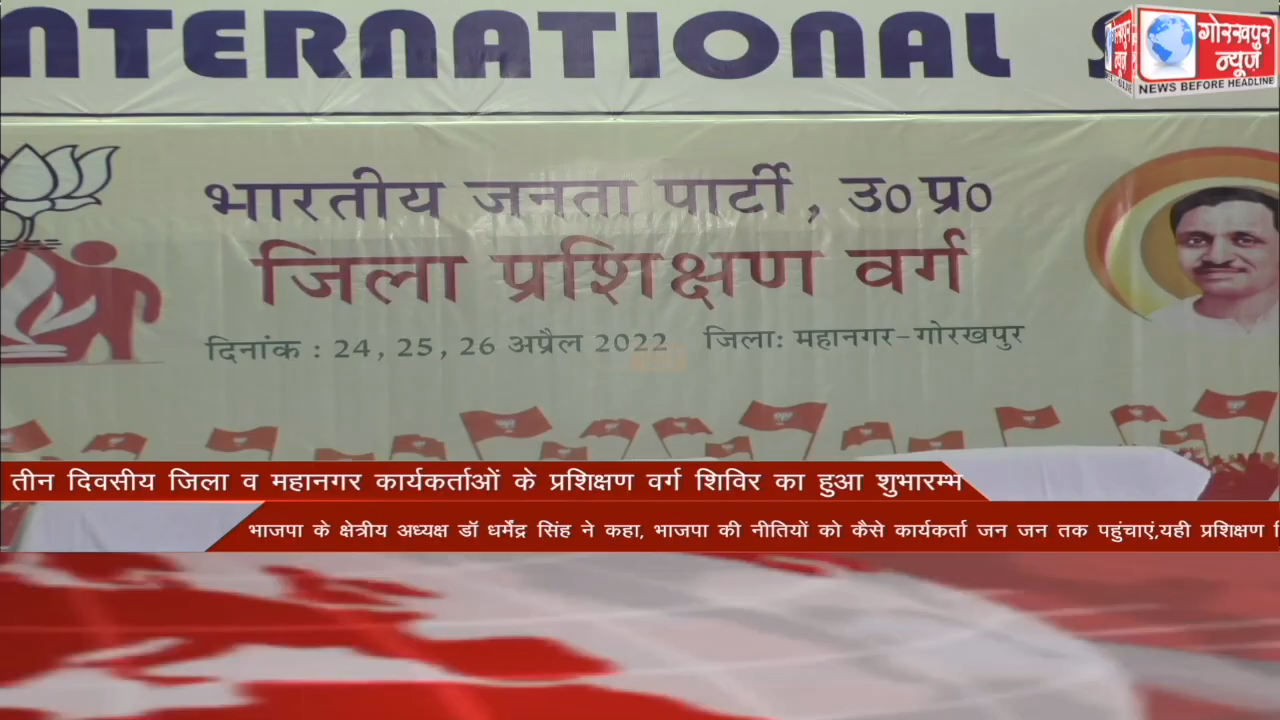 INTERNATIONAL S
गोरखपुर
न्यूज़
NEWS BEFORE HEADLINE
भारतीय जनता पार्टी, उ० प्र०
जिला प्रशिक्षण वर्ग
दिनांक : 24, 25, 26 अप्रैल 2022 जिला: महानगर-गोरखपुर
तीन दिवसीय जिला व महानगर कार्यकर्ताओं के प्रशिक्षण वर्ग शिविर का हुआ शुभारम्भ
भाजपा के क्षेत्रीय अध्यक्ष डॉ धर्मेंद्र सिंह ने कहा, भाजपा की नीतियों को कैसे कार्यकर्ता जन जन तक पहुंचाएं,यही प्रशिक्षण